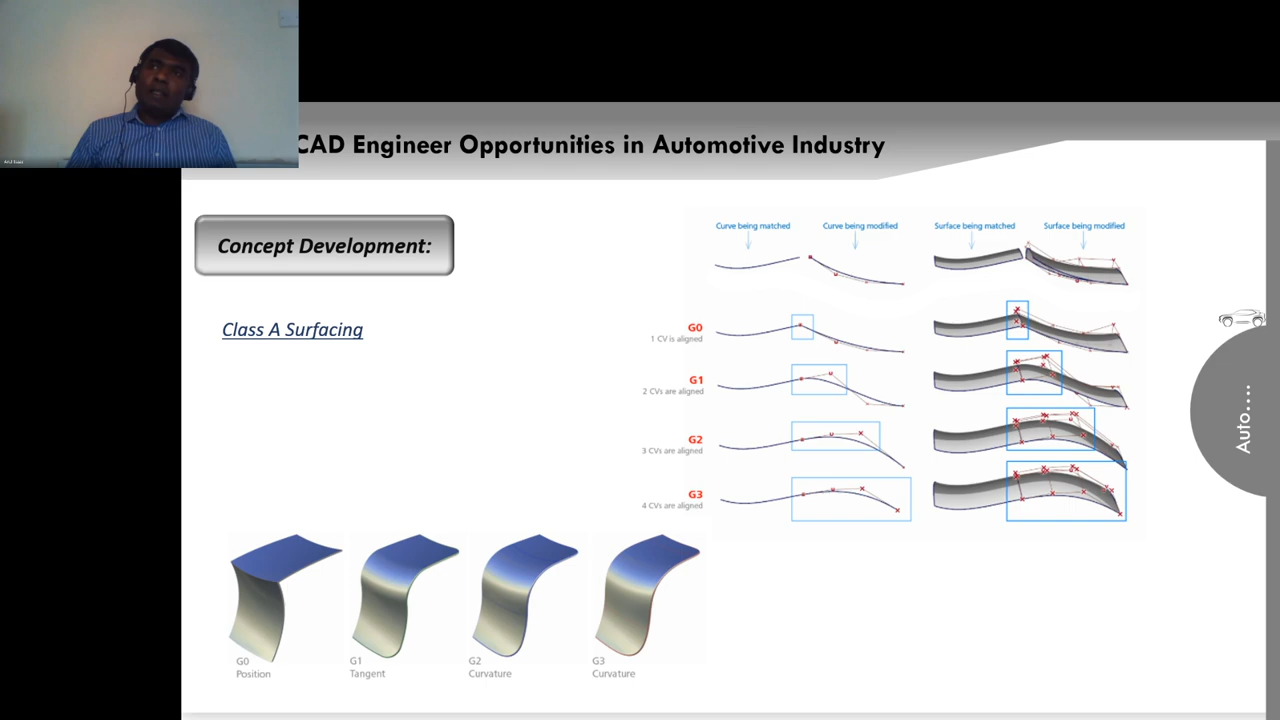 CAD Engineer Opportunities in Automotive Industry
Concept Development:
Class A Surfacing
Curve being matched
Curve being modified
Surface being matched
Surface being modified
G0
1 CV is aligned
G1
2 CVs are aligned
G2
3 CVs are aligned
G3
4 CVs are aligned
Auto....
G0
Position
G1
Tangent
G2
Curvature
G3
Curvature